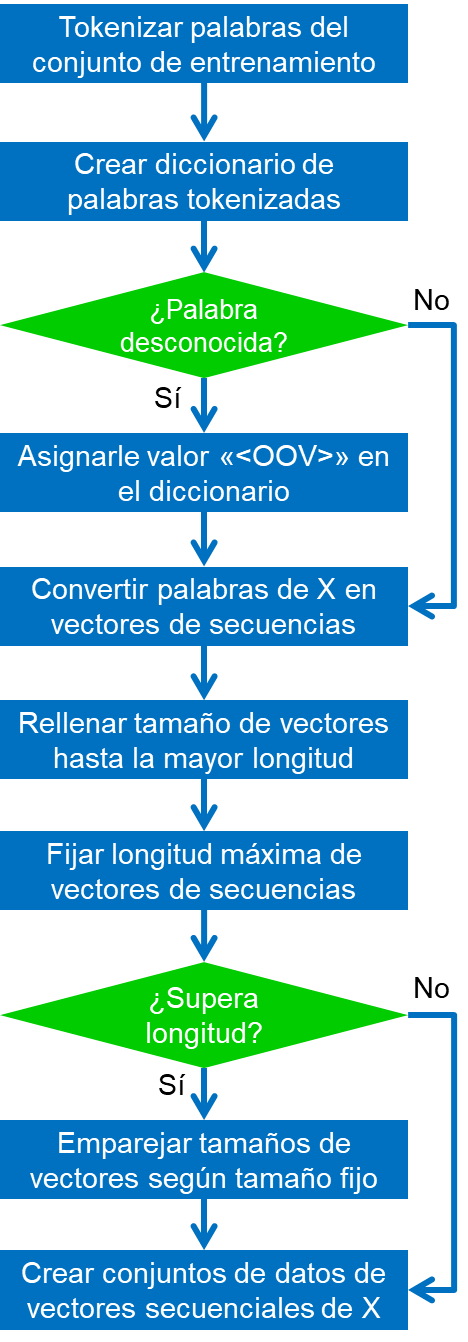 Tokenizar palabras del
conjunto de entrenamiento
Crear diccionario de
palabras tokenizadas
¿Palabra
desconocida?
No
Sí
Asignarle valor «<OOV>» en
el diccionario
Convertir palabras de X en
vectores de secuencias
Rellenar tamaño de vectores
hasta la mayor longitud
Fijar longitud máxima de
vectores de secuencias
¿Supera
longitud?
No
Sí
Emparejar tamaños de
vectores según tamaño fijo
Crear conjuntos de datos de
vectores secuenciales de X